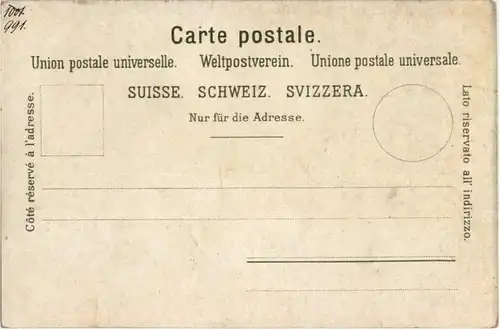 Carte postale.
Union postale universelle. Weltpostverein. Unione postale universale.
SUISSE. SCHWEIZ. SVIZZERA.
Nur für die Adresse.
Côté réservé à l'adresse.
Lato riservato all' indirizzo.
991.